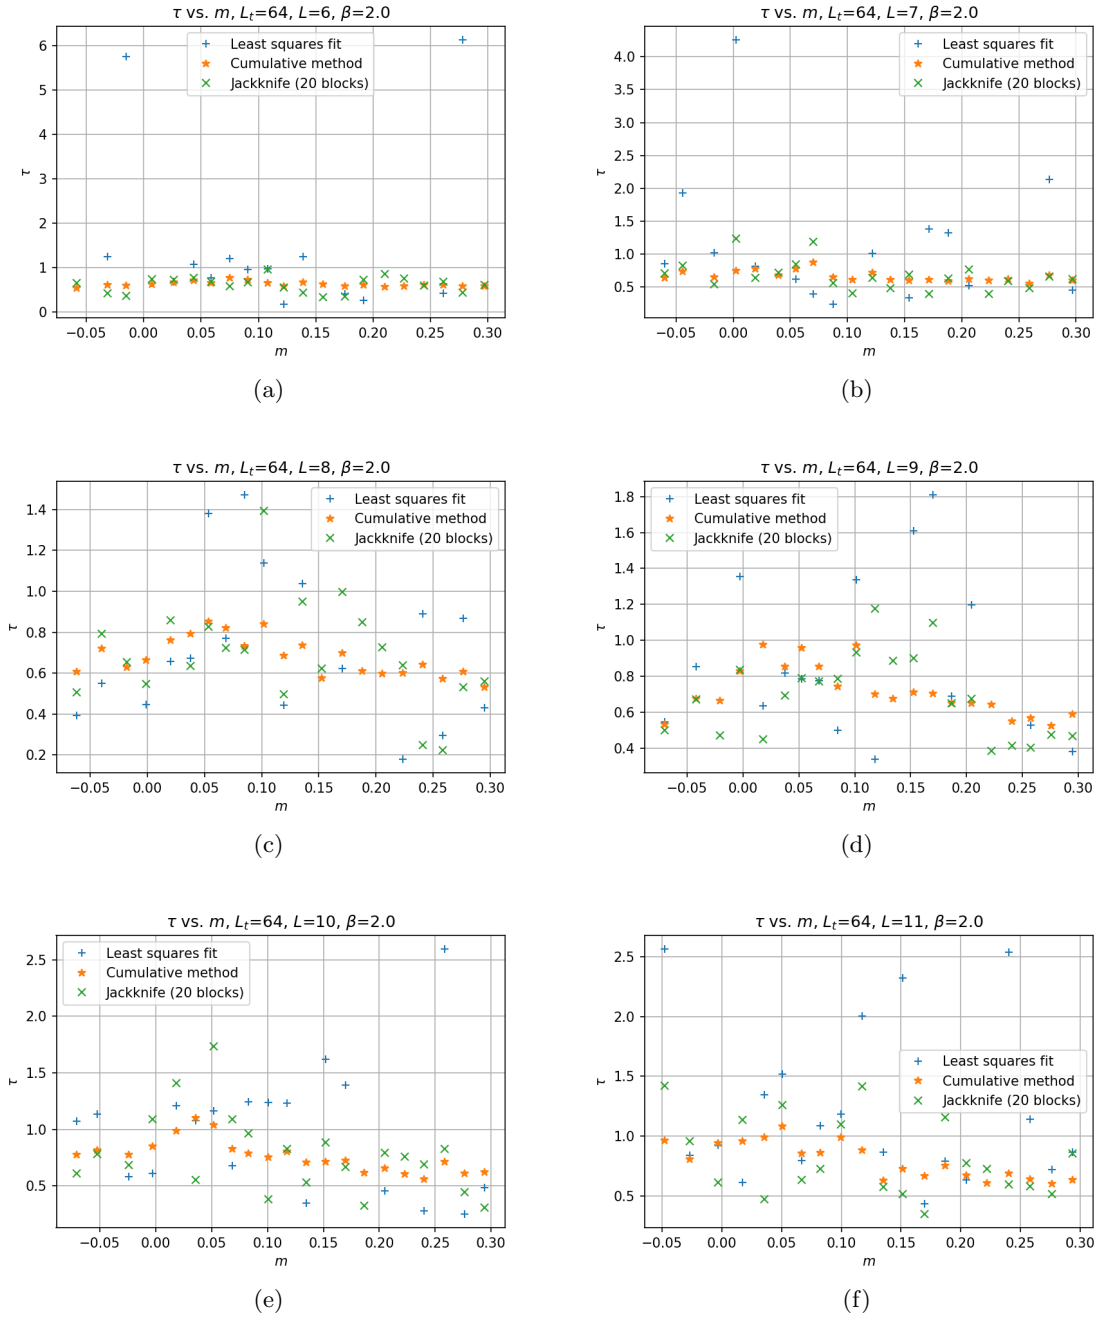 τ vs. m, L_t=64, L=6, β=2.0
Least squares fit
Cumulative method
Jackknife (20 blocks)
6
5
4
3
2
1
0
τ
−0.05 0.00 0.05 0.10 0.15 0.20 0.25 0.30
m
(a)
τ vs. m, L_t=64, L=7, β=2.0
Least squares fit
Cumulative method
Jackknife (20 blocks)
4.0
3.5
3.0
2.5
2.0
1.5
1.0
0.5
τ
−0.05 0.00 0.05 0.10 0.15 0.20 0.25 0.30
m
(b)
τ vs. m, L_t=64, L=8, β=2.0
Least squares fit
Cumulative method
Jackknife (20 blocks)
1.4
1.2
1.0
0.8
0.6
0.4
0.2
τ
−0.05 0.00 0.05 0.10 0.15 0.20 0.25 0.30
m
(c)
τ vs. m, L_t=64, L=9, β=2.0
Least squares fit
Cumulative method
Jackknife (20 blocks)
1.8
1.6
1.4
1.2
1.0
0.8
0.6
0.4
τ
−0.05 0.00 0.05 0.10 0.15 0.20 0.25 0.30
m
(d)
τ vs. m, L_t=64, L=10, β=2.0
Least squares fit
Cumulative method
Jackknife (20 blocks)
2.5
2.0
1.5
1.0
0.5
τ
−0.05 0.00 0.05 0.10 0.15 0.20 0.25 0.30
m
(e)
τ vs. m, L_t=64, L=11, β=2.0
Least squares fit
Cumulative method
Jackknife (20 blocks)
2.5
2.0
1.5
1.0
0.5
τ
−0.05 0.00 0.05 0.10 0.15 0.20 0.25 0.30
m
(f)